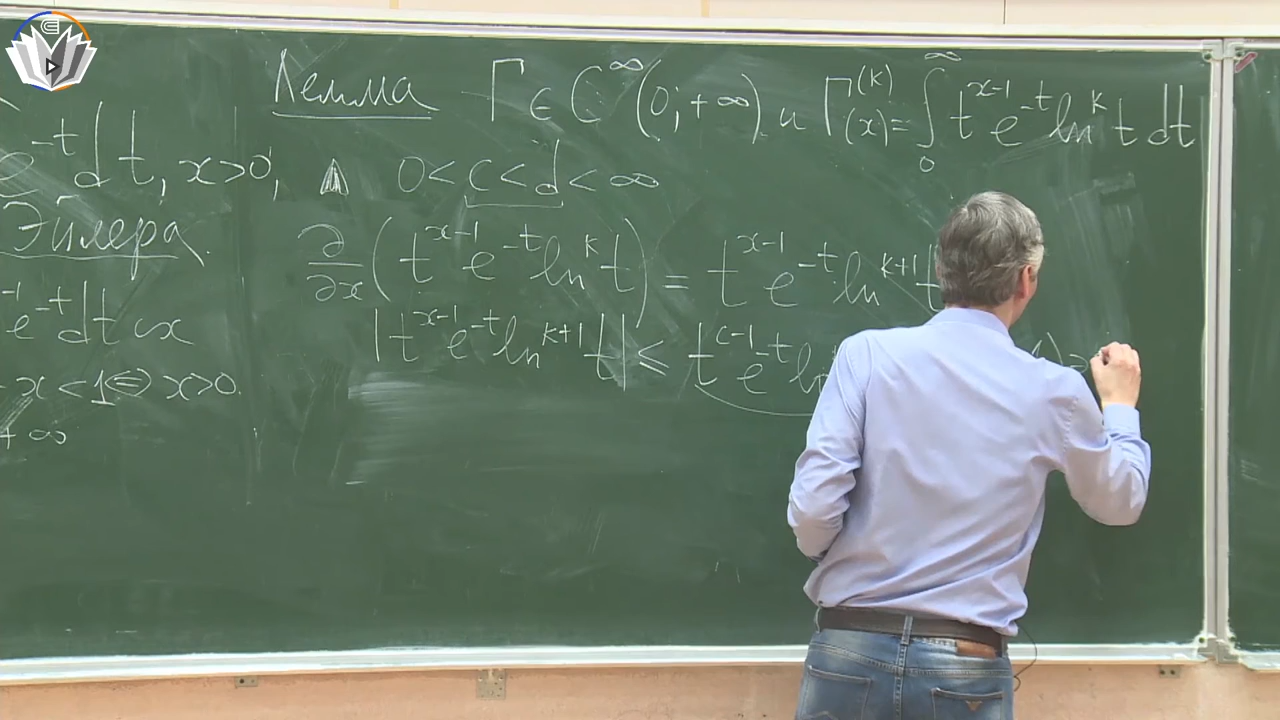 e^{-t} dt, x>0,
Эйлера.
e^{-t} dt cx
x < 1 ⇔ x>0.
+ ∞
Лемма Γ ∈ C^∞ (0; +∞), и Γ^{(k)}(x) = ∫_0^∞ t^{x-1} e^{-t} ln^k t dt
0 < c < d < ∞
∂/∂x (t^{x-1} e^{-t} ln^k t) = t^{x-1} e^{-t} ln^{k+1} t
|t^{x-1} e^{-t} ln^{k+1} t| ≤ t^{c-1} e^{-t} ln